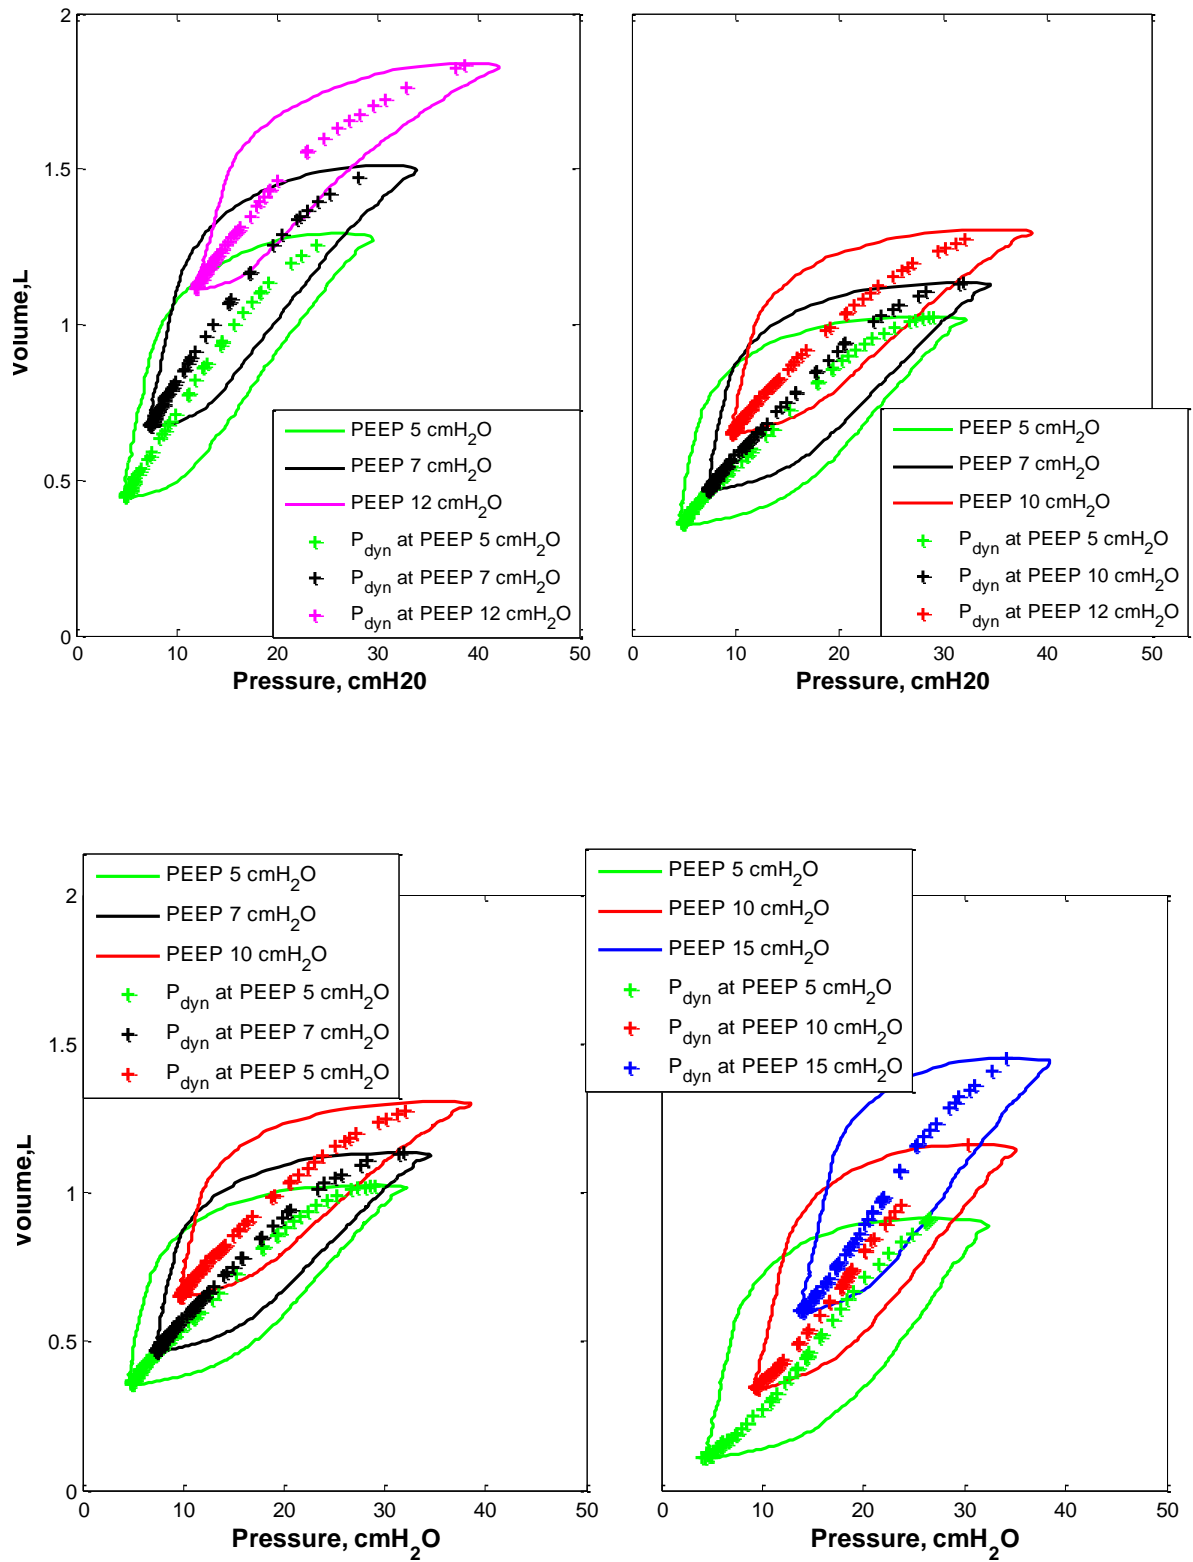 2
1.5
1
0.5
0
volume,L
0 10 20 30 40 50
Pressure, cmH20
PEEP 5 cmH2O
PEEP 7 cmH2O
PEEP 12 cmH2O
Pdyn at PEEP 5 cmH2O
Pdyn at PEEP 7 cmH2O
Pdyn at PEEP 12 cmH2O
0 10 20 30 40 50
Pressure, cmH20
PEEP 5 cmH2O
PEEP 7 cmH2O
PEEP 10 cmH2O
Pdyn at PEEP 5 cmH2O
Pdyn at PEEP 10 cmH2O
Pdyn at PEEP 12 cmH2O
PEEP 5 cmH2O
PEEP 7 cmH2O
PEEP 10 cmH2O
Pdyn at PEEP 5 cmH2O
Pdyn at PEEP 7 cmH2O
Pdyn at PEEP 5 cmH2O
2
1.5
1
0.5
0
volume,L
0 10 20 30 40 50
Pressure, cmH2O
PEEP 5 cmH2O
PEEP 10 cmH2O
PEEP 15 cmH2O
Pdyn at PEEP 5 cmH2O
Pdyn at PEEP 10 cmH2O
Pdyn at PEEP 15 cmH2O
0 10 20 30 40 50
Pressure, cmH2O